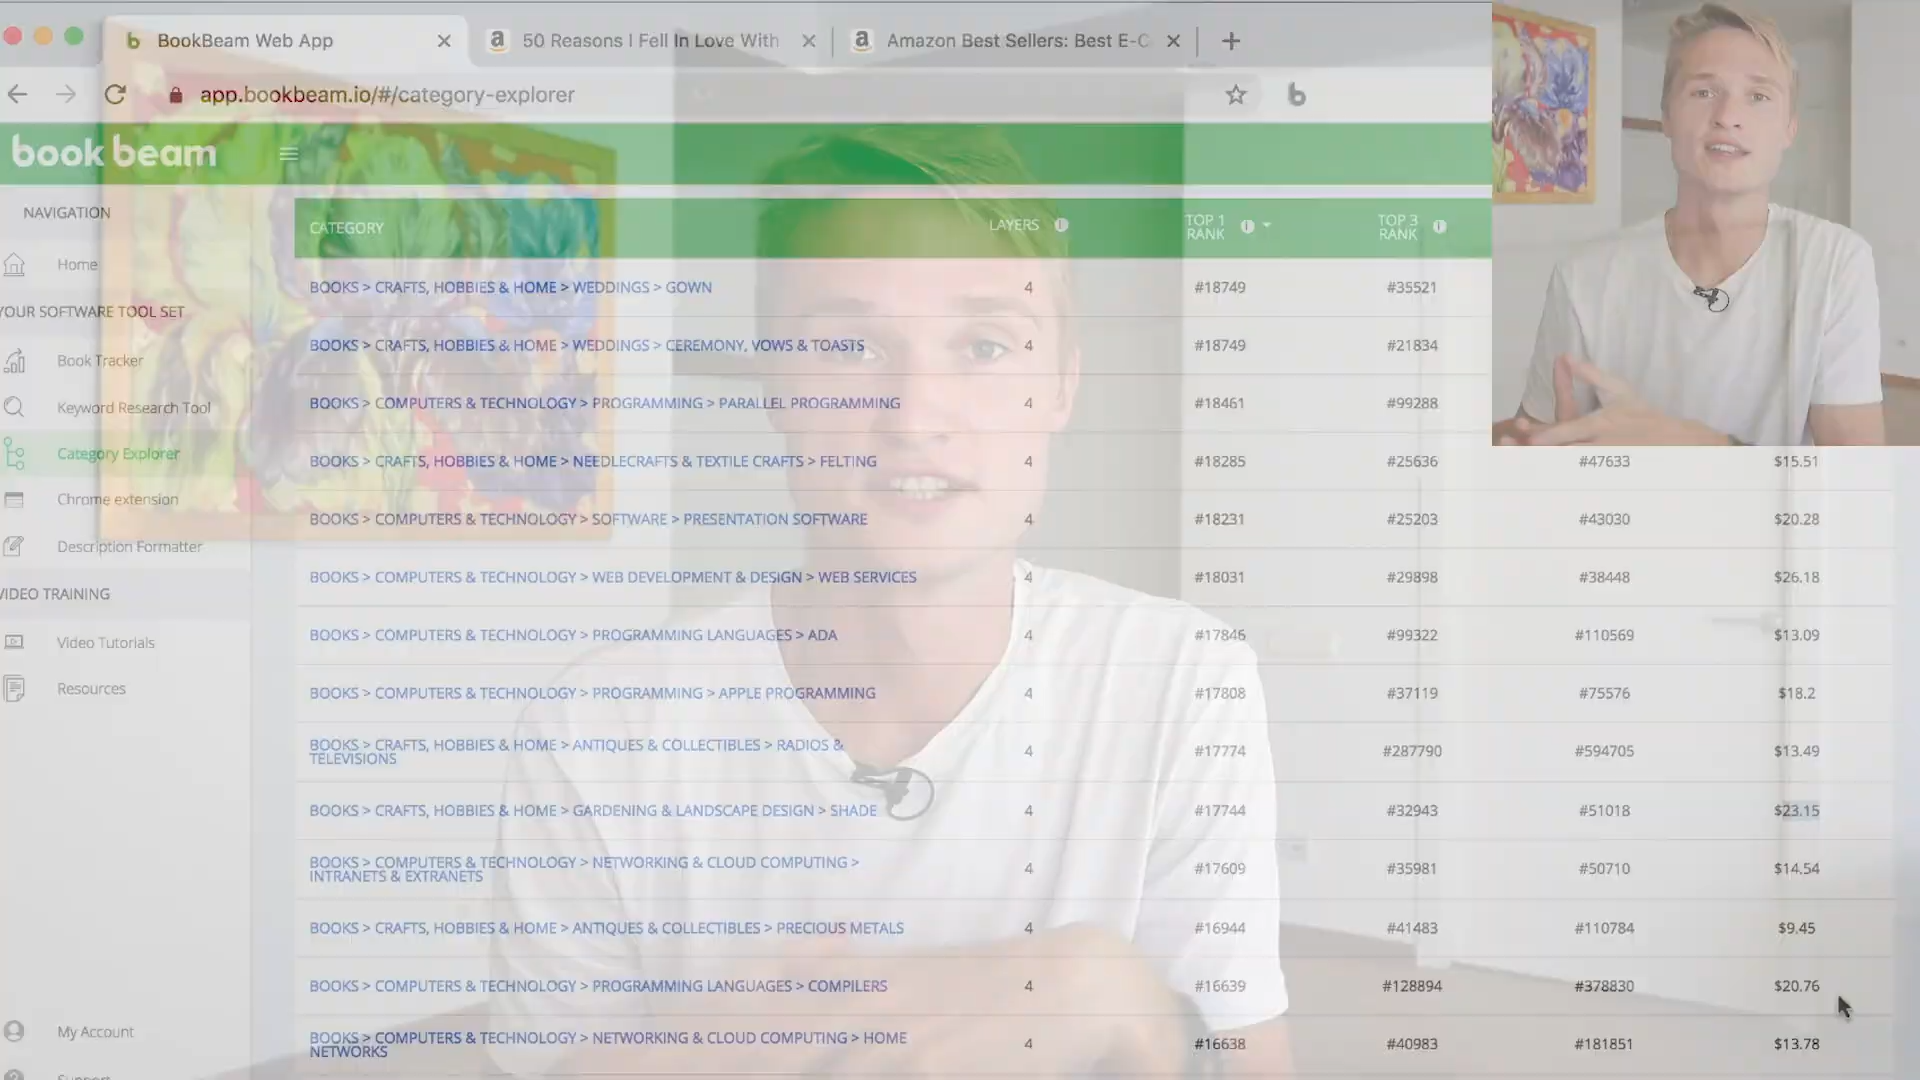 BookBeam Web App
50 Reasons I Fell In Love With
Amazon Best Sellers: Best E-C
app.bookbeam.io/#/category-explorer
book beam
NAVIGATION
Home
YOUR SOFTWARE TOOL SET
Book Tracker
Keyword Research Tool
Category Explorer
Chrome extension
Description Formatter
VIDEO TRAINING
Video Tutorials
Resources
My Account
Support
CATEGORY LAYERS TOP 1 RANK TOP 3 RANK
BOOKS > CRAFTS, HOBBIES & HOME > WEDDINGS > GOWN 4 #18749 #35521
BOOKS > CRAFTS, HOBBIES & HOME > WEDDINGS > CEREMONY, VOWS & TOASTS 4 #18749 #21834
BOOKS > COMPUTERS & TECHNOLOGY > PROGRAMMING > PARALLEL PROGRAMMING 4 #18461 #99288
BOOKS > CRAFTS, HOBBIES & HOME > NEEDLECRAFTS & TEXTILE CRAFTS > FELTING 4 #18285 #25636 #47633 $15.51
BOOKS > COMPUTERS & TECHNOLOGY > SOFTWARE > PRESENTATION SOFTWARE 4 #18231 #25203 #43030 $20.28
BOOKS > COMPUTERS & TECHNOLOGY > WEB DEVELOPMENT & DESIGN > WEB SERVICES 4 #18031 #29898 #38448 $26.18
BOOKS > COMPUTERS & TECHNOLOGY > PROGRAMMING LANGUAGES > ADA 4 #17846 #99322 #110569 $13.09
BOOKS > COMPUTERS & TECHNOLOGY > PROGRAMMING > APPLE PROGRAMMING 4 #17808 #37119 #75576 $18.2
BOOKS > CRAFTS, HOBBIES & HOME > ANTIQUES & COLLECTIBLES > RADIOS &
TELEVISIONS 4 #17774 #287790 #594705 $13.49
BOOKS > CRAFTS, HOBBIES & HOME > GARDENING & LANDSCAPE DESIGN > SHADE 4 #17744 #32943 #51018 $23.15
BOOKS > COMPUTERS & TECHNOLOGY > NETWORKING & CLOUD COMPUTING >
INTRANETS & EXTRANETS 4 #17609 #35981 #50710 $14.54
BOOKS > CRAFTS, HOBBIES & HOME > ANTIQUES & COLLECTIBLES > PRECIOUS METALS 4 #16944 #41483 #110784 $9.45
BOOKS > COMPUTERS & TECHNOLOGY > PROGRAMMING LANGUAGES > COMPILERS 4 #16639 #128894 #378830 $20.76
BOOKS > COMPUTERS & TECHNOLOGY > NETWORKING & CLOUD COMPUTING > HOME
NETWORKS 4 #16638 #40983 #181851 $13.78